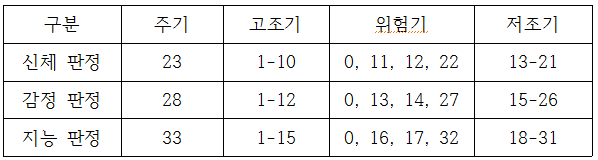 구분 주기 고조기 위험기 저조기
신체 판정 23 1-10 0, 11, 12, 22 13-21
감정 판정 28 1-12 0, 13, 14, 27 15-26
지능 판정 33 1-15 0, 16, 17, 32 18-31